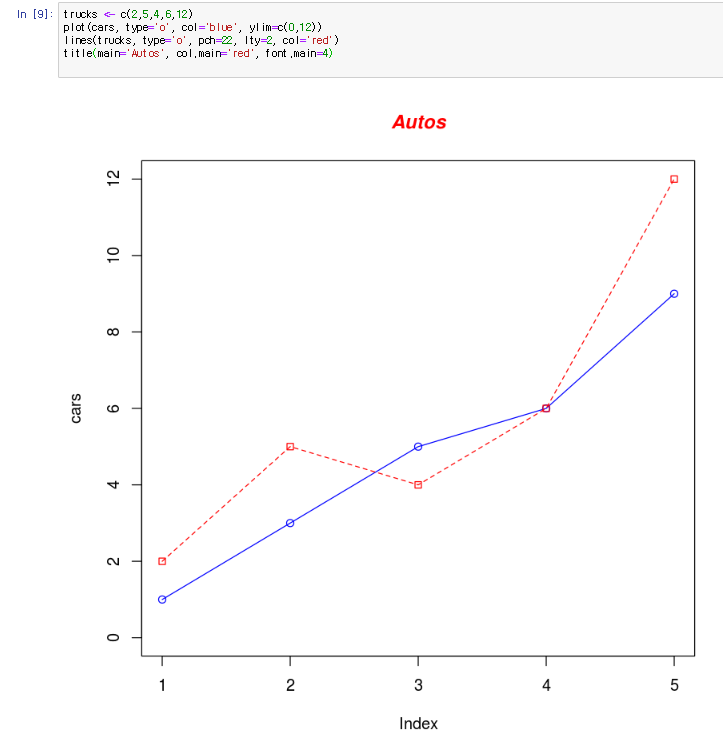 In [9]: trucks <- c(2,5,4,6,12)
plot(cars, type='o', col='blue', ylim=c(0,12))
lines(trucks, type='o', pch=22, lty=2, col='red')
title(main='Autos', col.main='red', font.main=4)
Autos
12
10
8
6
4
2
0
cars
1 2 3 4 5
Index